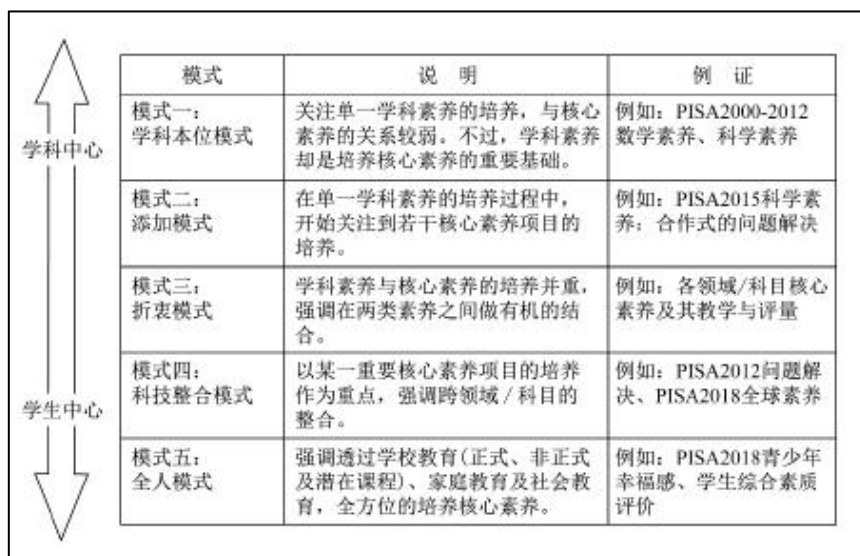 模式
说 明
例 证
学科中心
模式一：
学科本位模式
关注单一学科素养的培养，与核心
素养的关系较弱。不过，学科素养
却是培养核心素养的重要基础。
例如：PISA2000-2012
数学素养、科学素养
模式二：
添加模式
在单一学科素养的培养过程中，
开始关注到若干核心素养项目的
培养。
例如：PISA2015科学素
养：合作式的问题解决
模式三：
折衷模式
学科素养与核心素养的培养并重，
强调在两类素养之间做有机的结
合。
例如：各领域/科目核心
素养及其教学与评量
学生中心
模式四：
科技整合模式
以某一重要核心素养项目的培养
作为重点，强调跨领域/科目的
整合。
例如：PISA2012问题解
决、PISA2018全球素养
模式五：
全人模式
强调透过学校教育(正式、非正式
及潜在课程)、家庭教育及社会教
育，全方位的培养核心素养。
例如：PISA2018青少年
幸福感、学生综合素质
评价